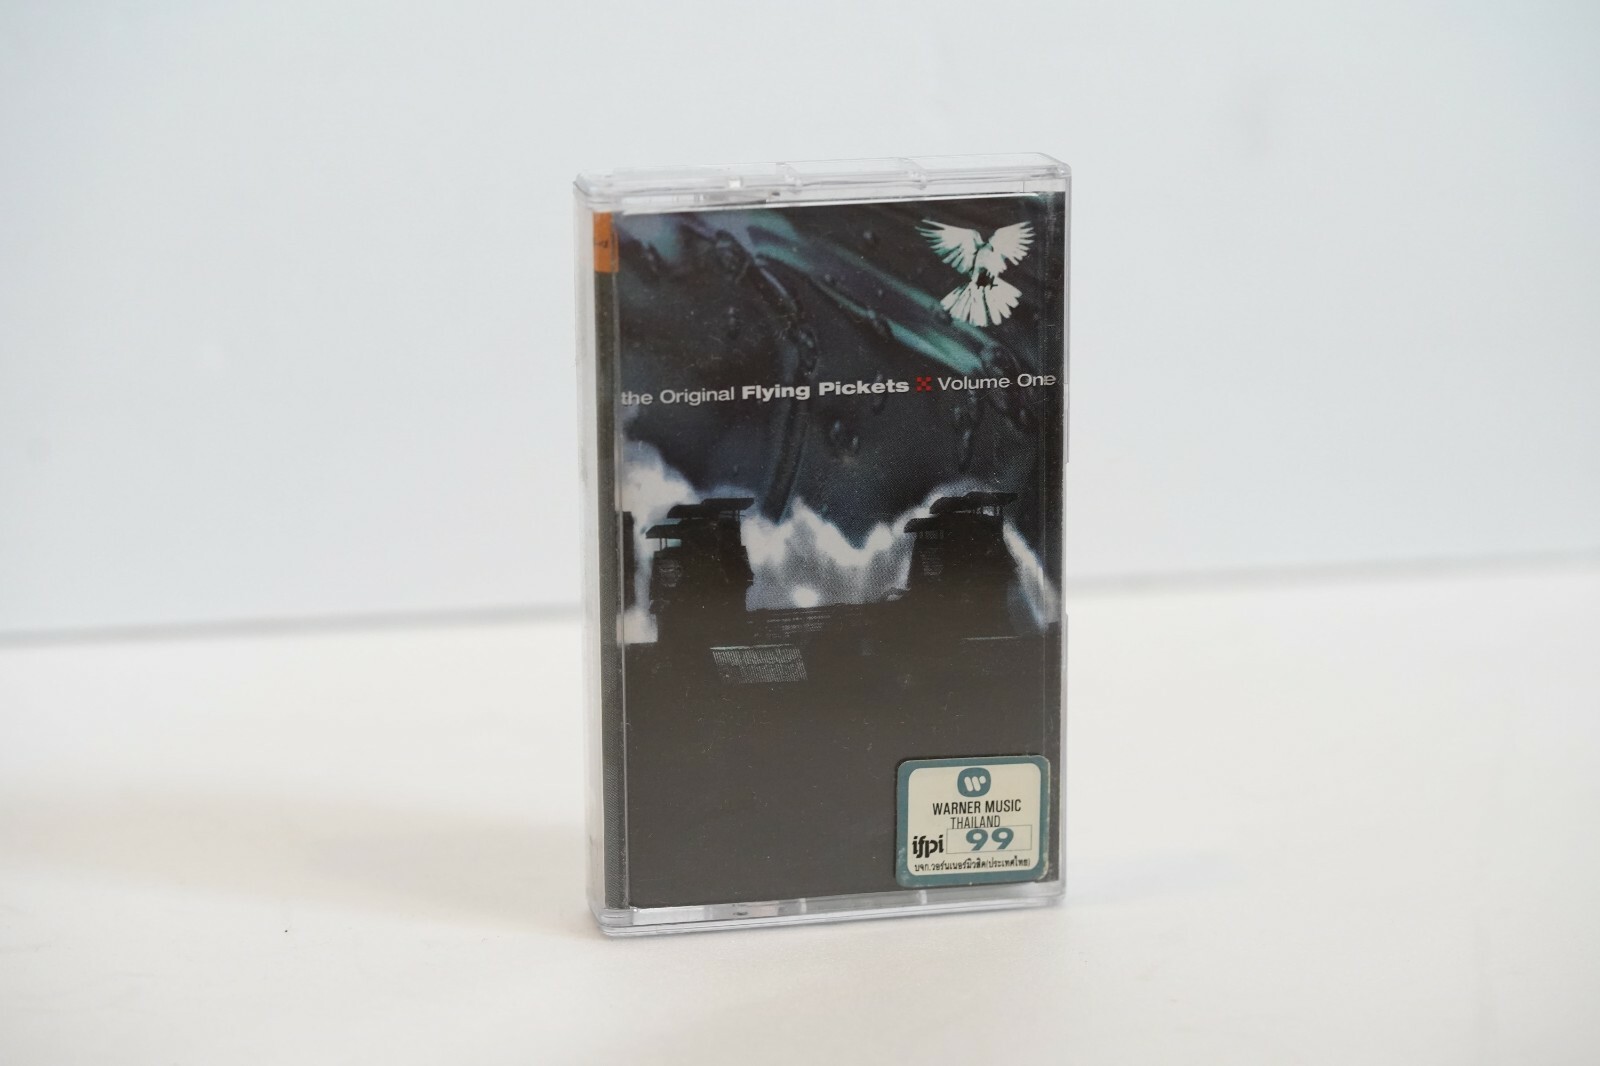 the Original Flying Pickets Volume One
WARNER MUSIC
THAILAND
ifpi 99
บจก.วอร์นเนอร์มิวสิค(ประเทศไทย)